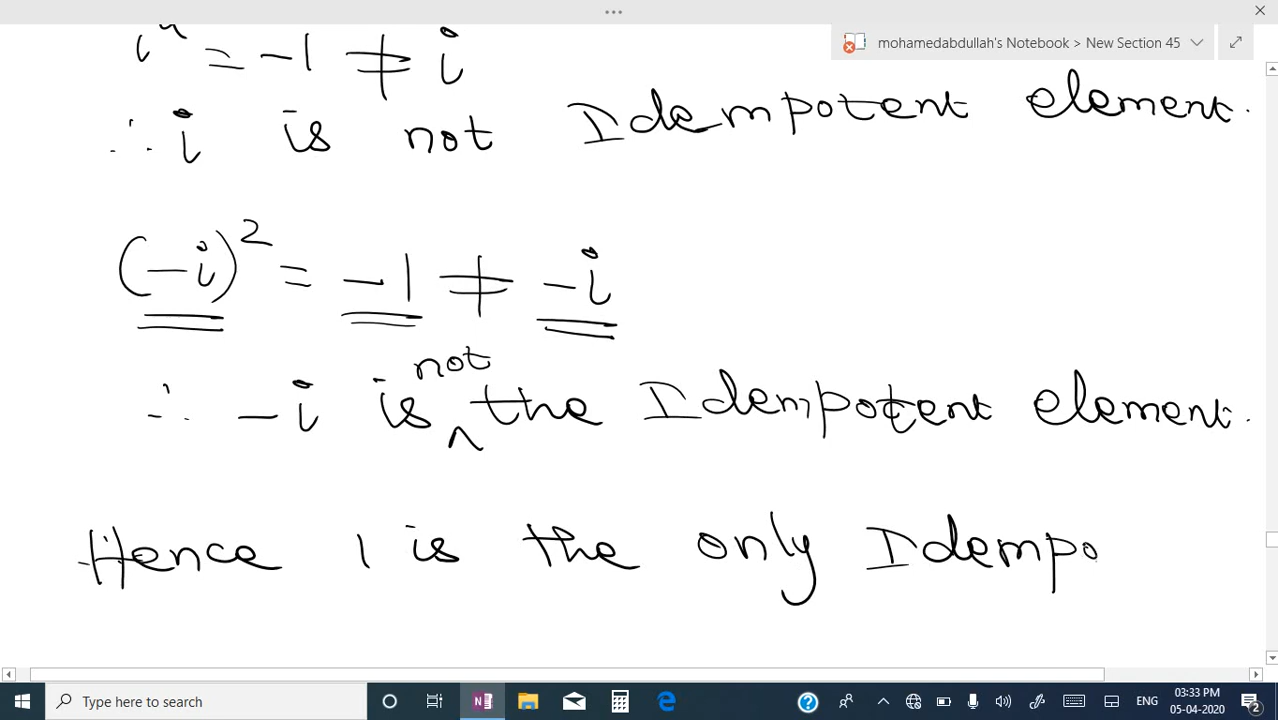 mohamedabdullah's Notebook > New Section 45
= -1 ≠ i
∴ i is not Idempotent element.
(-i)² = -1 ≠ -i
not
∴ -i is ^ the Idempotent element.
Hence 1 is the only Idempo
Type here to search
ENG
03:33 PM
05-04-2020
2